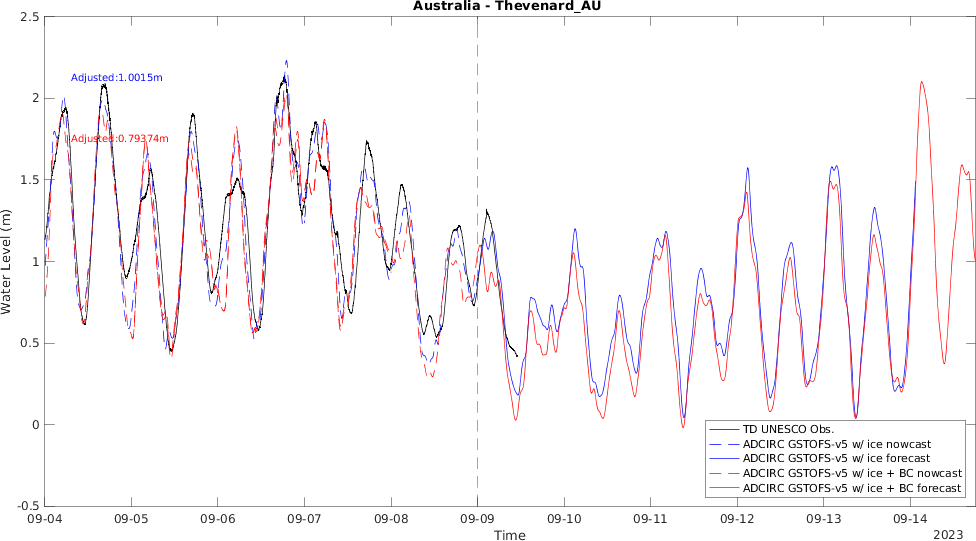 Australia - Thevenard_AU
2.5
2
1.5
1
0.5
0
-0.5
Water Level (m)
Adjusted:1.0015m
Adjusted:0.79374m
TD UNESCO Obs.
ADCIRC GSTOFS-v5 w/ ice nowcast
ADCIRC GSTOFS-v5 w/ ice forecast
ADCIRC GSTOFS-v5 w/ ice + BC nowcast
ADCIRC GSTOFS-v5 w/ ice + BC forecast
09-04 09-05 09-06 09-07 09-08 09-09 09-10 09-11 09-12 09-13 09-14
Time
2023